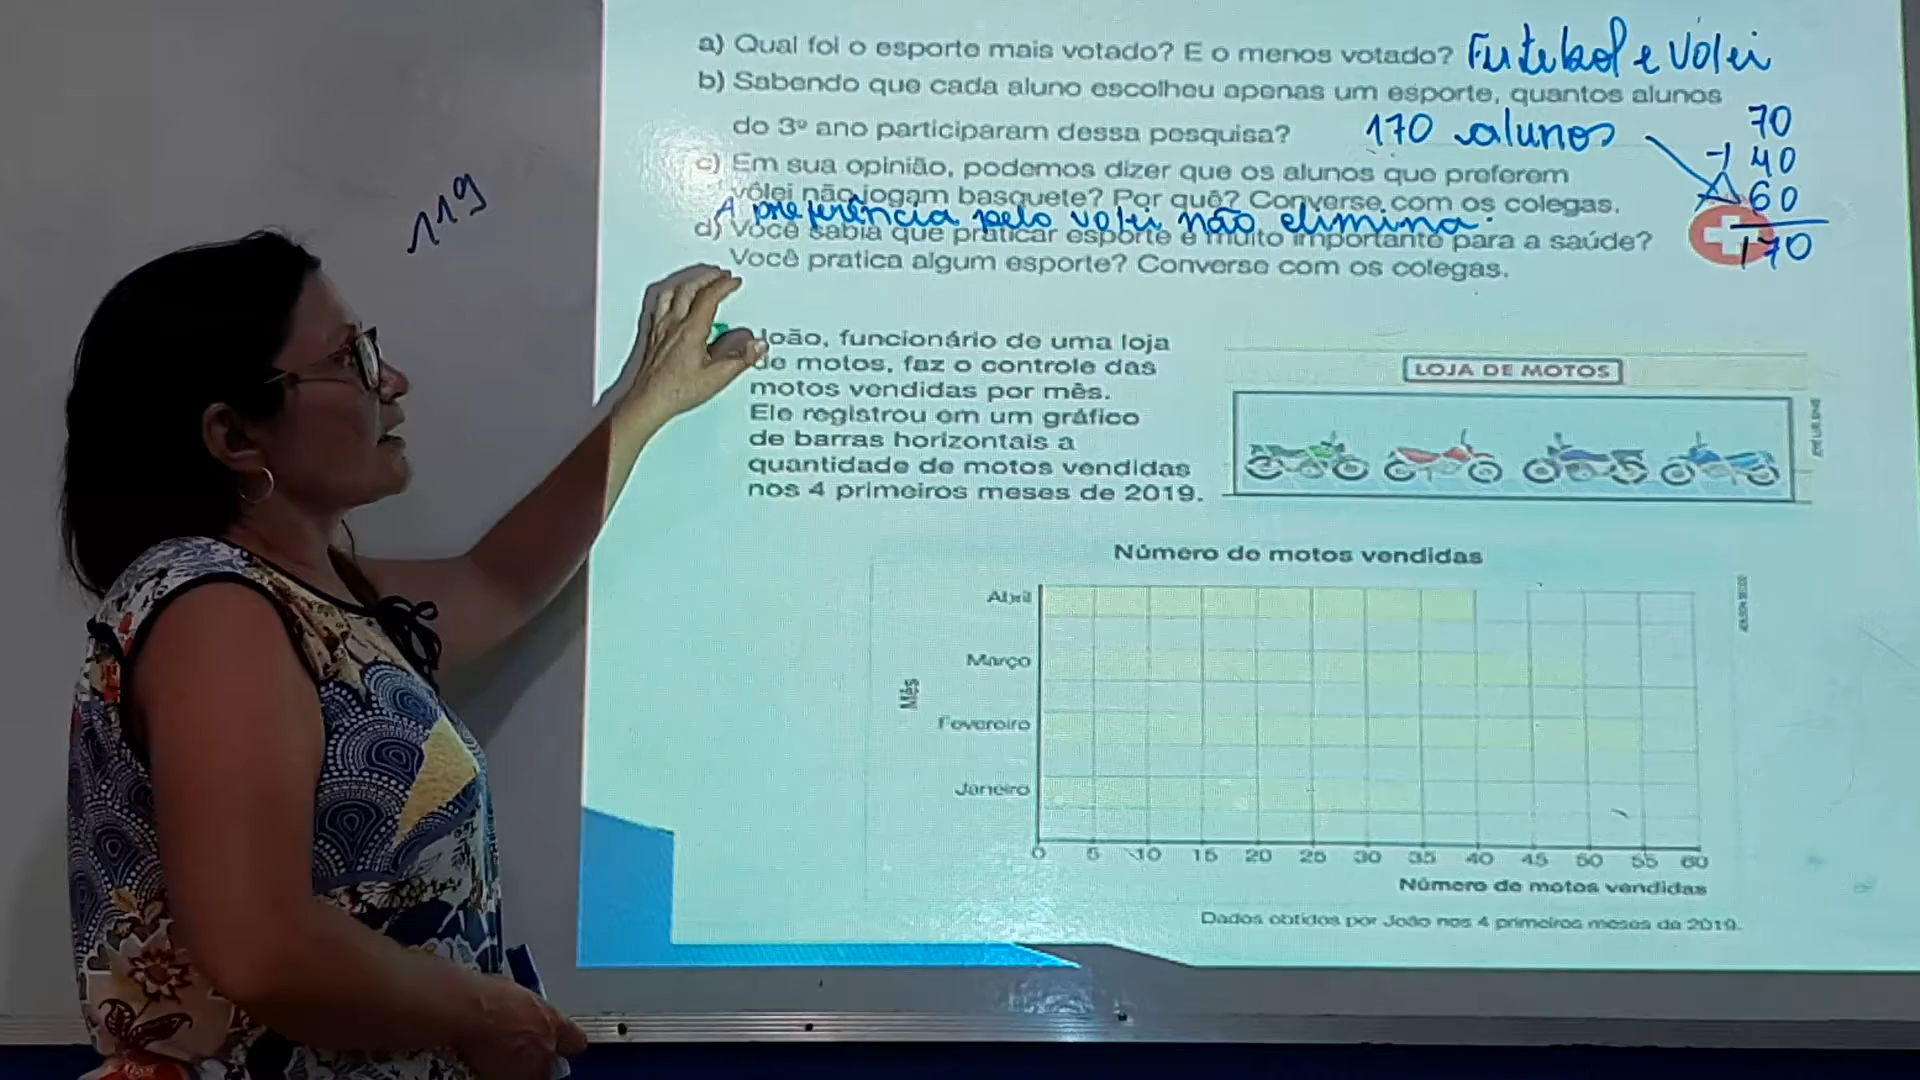 a) Qual foi o esporte mais votado? E o menos votado? Futebol e Volei
b) Sabendo que cada aluno escolheu apenas um esporte, quantos alunos
do 3º ano participaram dessa pesquisa? 170 alunos
70
40
60
170
c) Em sua opinião, podemos dizer que os alunos que preferem
vôlei não jogam basquete? Por quê? Converse com os colegas.
A preferência pelo volei não elimina.
d) Você sabia que praticar esporte é muito importante para a saúde?
Você pratica algum esporte? Converse com os colegas.
119
João, funcionário de uma loja
de motos, faz o controle das
motos vendidas por mês.
Ele registrou em um gráfico
de barras horizontais a
quantidade de motos vendidas
nos 4 primeiros meses de 2019.
LOJA DE MOTOS
Número de motos vendidas
Abril
Março
Fevereiro
Janeiro
Mês
0 5 10 15 20 25 30 35 40 45 50 55 60
Número de motos vendidas
Dados obtidos por João nos 4 primeiros meses de 2019.